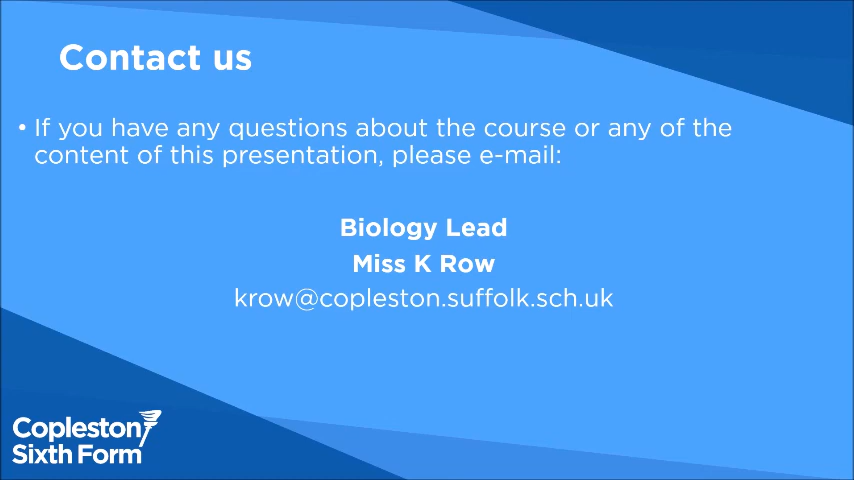 Contact us
• If you have any questions about the course or any of the
content of this presentation, please e-mail:
Biology Lead
Miss K Row
krow@copleston.suffolk.sch.uk
Copleston
Sixth Form